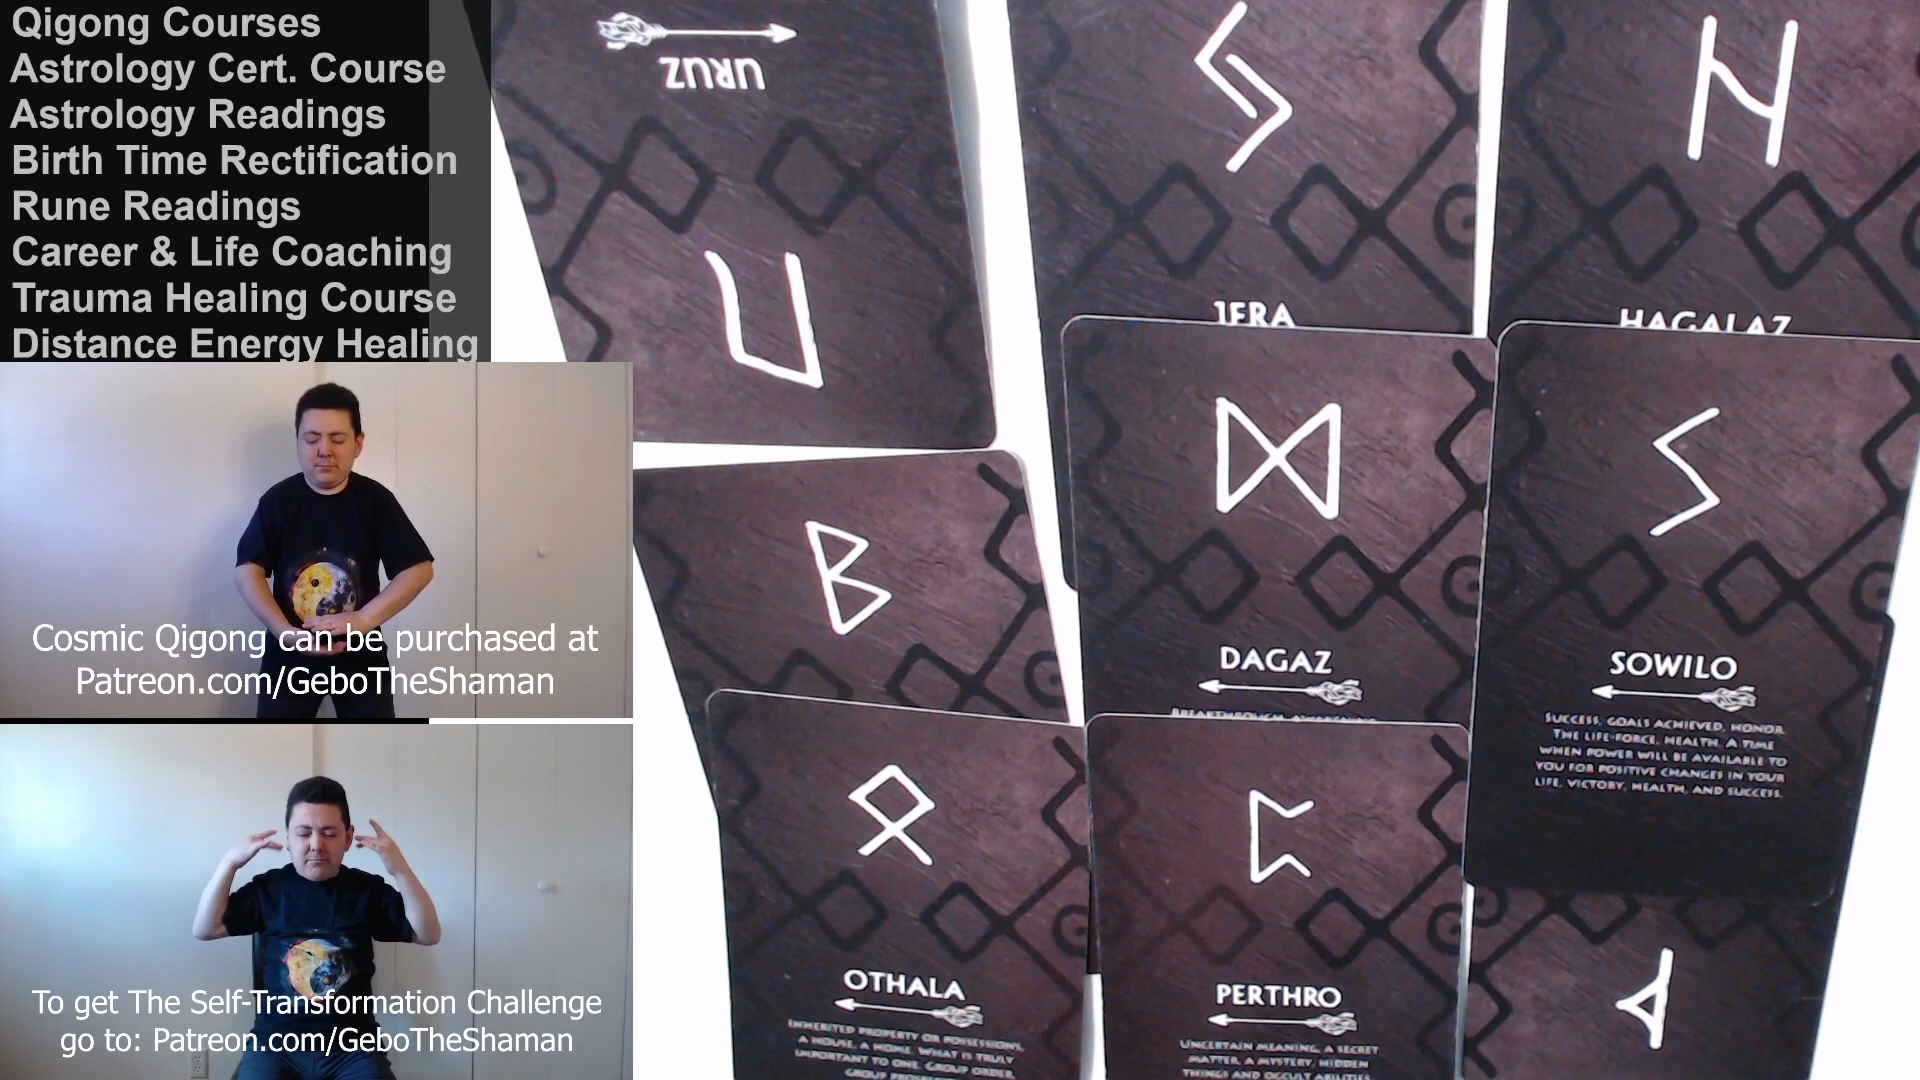 Qigong Courses
Astrology Cert. Course
Astrology Readings
Birth Time Rectification
Rune Readings
Career & Life Coaching
Trauma Healing Course
Distance Energy Healing
Cosmic Qigong can be purchased at
Patreon.com/GeboTheShaman
To get The Self-Transformation Challenge
go to: Patreon.com/GeboTheShaman
URUZ
JERA
HAGALAZ
DAGAZ
BREAKTHROUGH, AWAKENING
SOWILO
SUCCESS, GOALS ACHIEVED, HONOR.
THE LIFE-FORCE, HEALTH. A TIME
WHEN POWER WILL BE AVAILABLE TO
YOU FOR POSITIVE CHANGES IN YOUR
LIFE, VICTORY, HEALTH, AND SUCCESS.
OTHALA
INHERITED PROPERTY OR POSSESSIONS,
A HOUSE, A HOME. WHAT IS TRULY
IMPORTANT TO ONE. GROUP ORDER,
GROUP
PERTHRO
UNCERTAIN MEANING, A SECRET
MATTER, A MYSTERY, HIDDEN
THINGS AND OCCULT ABILITIES.